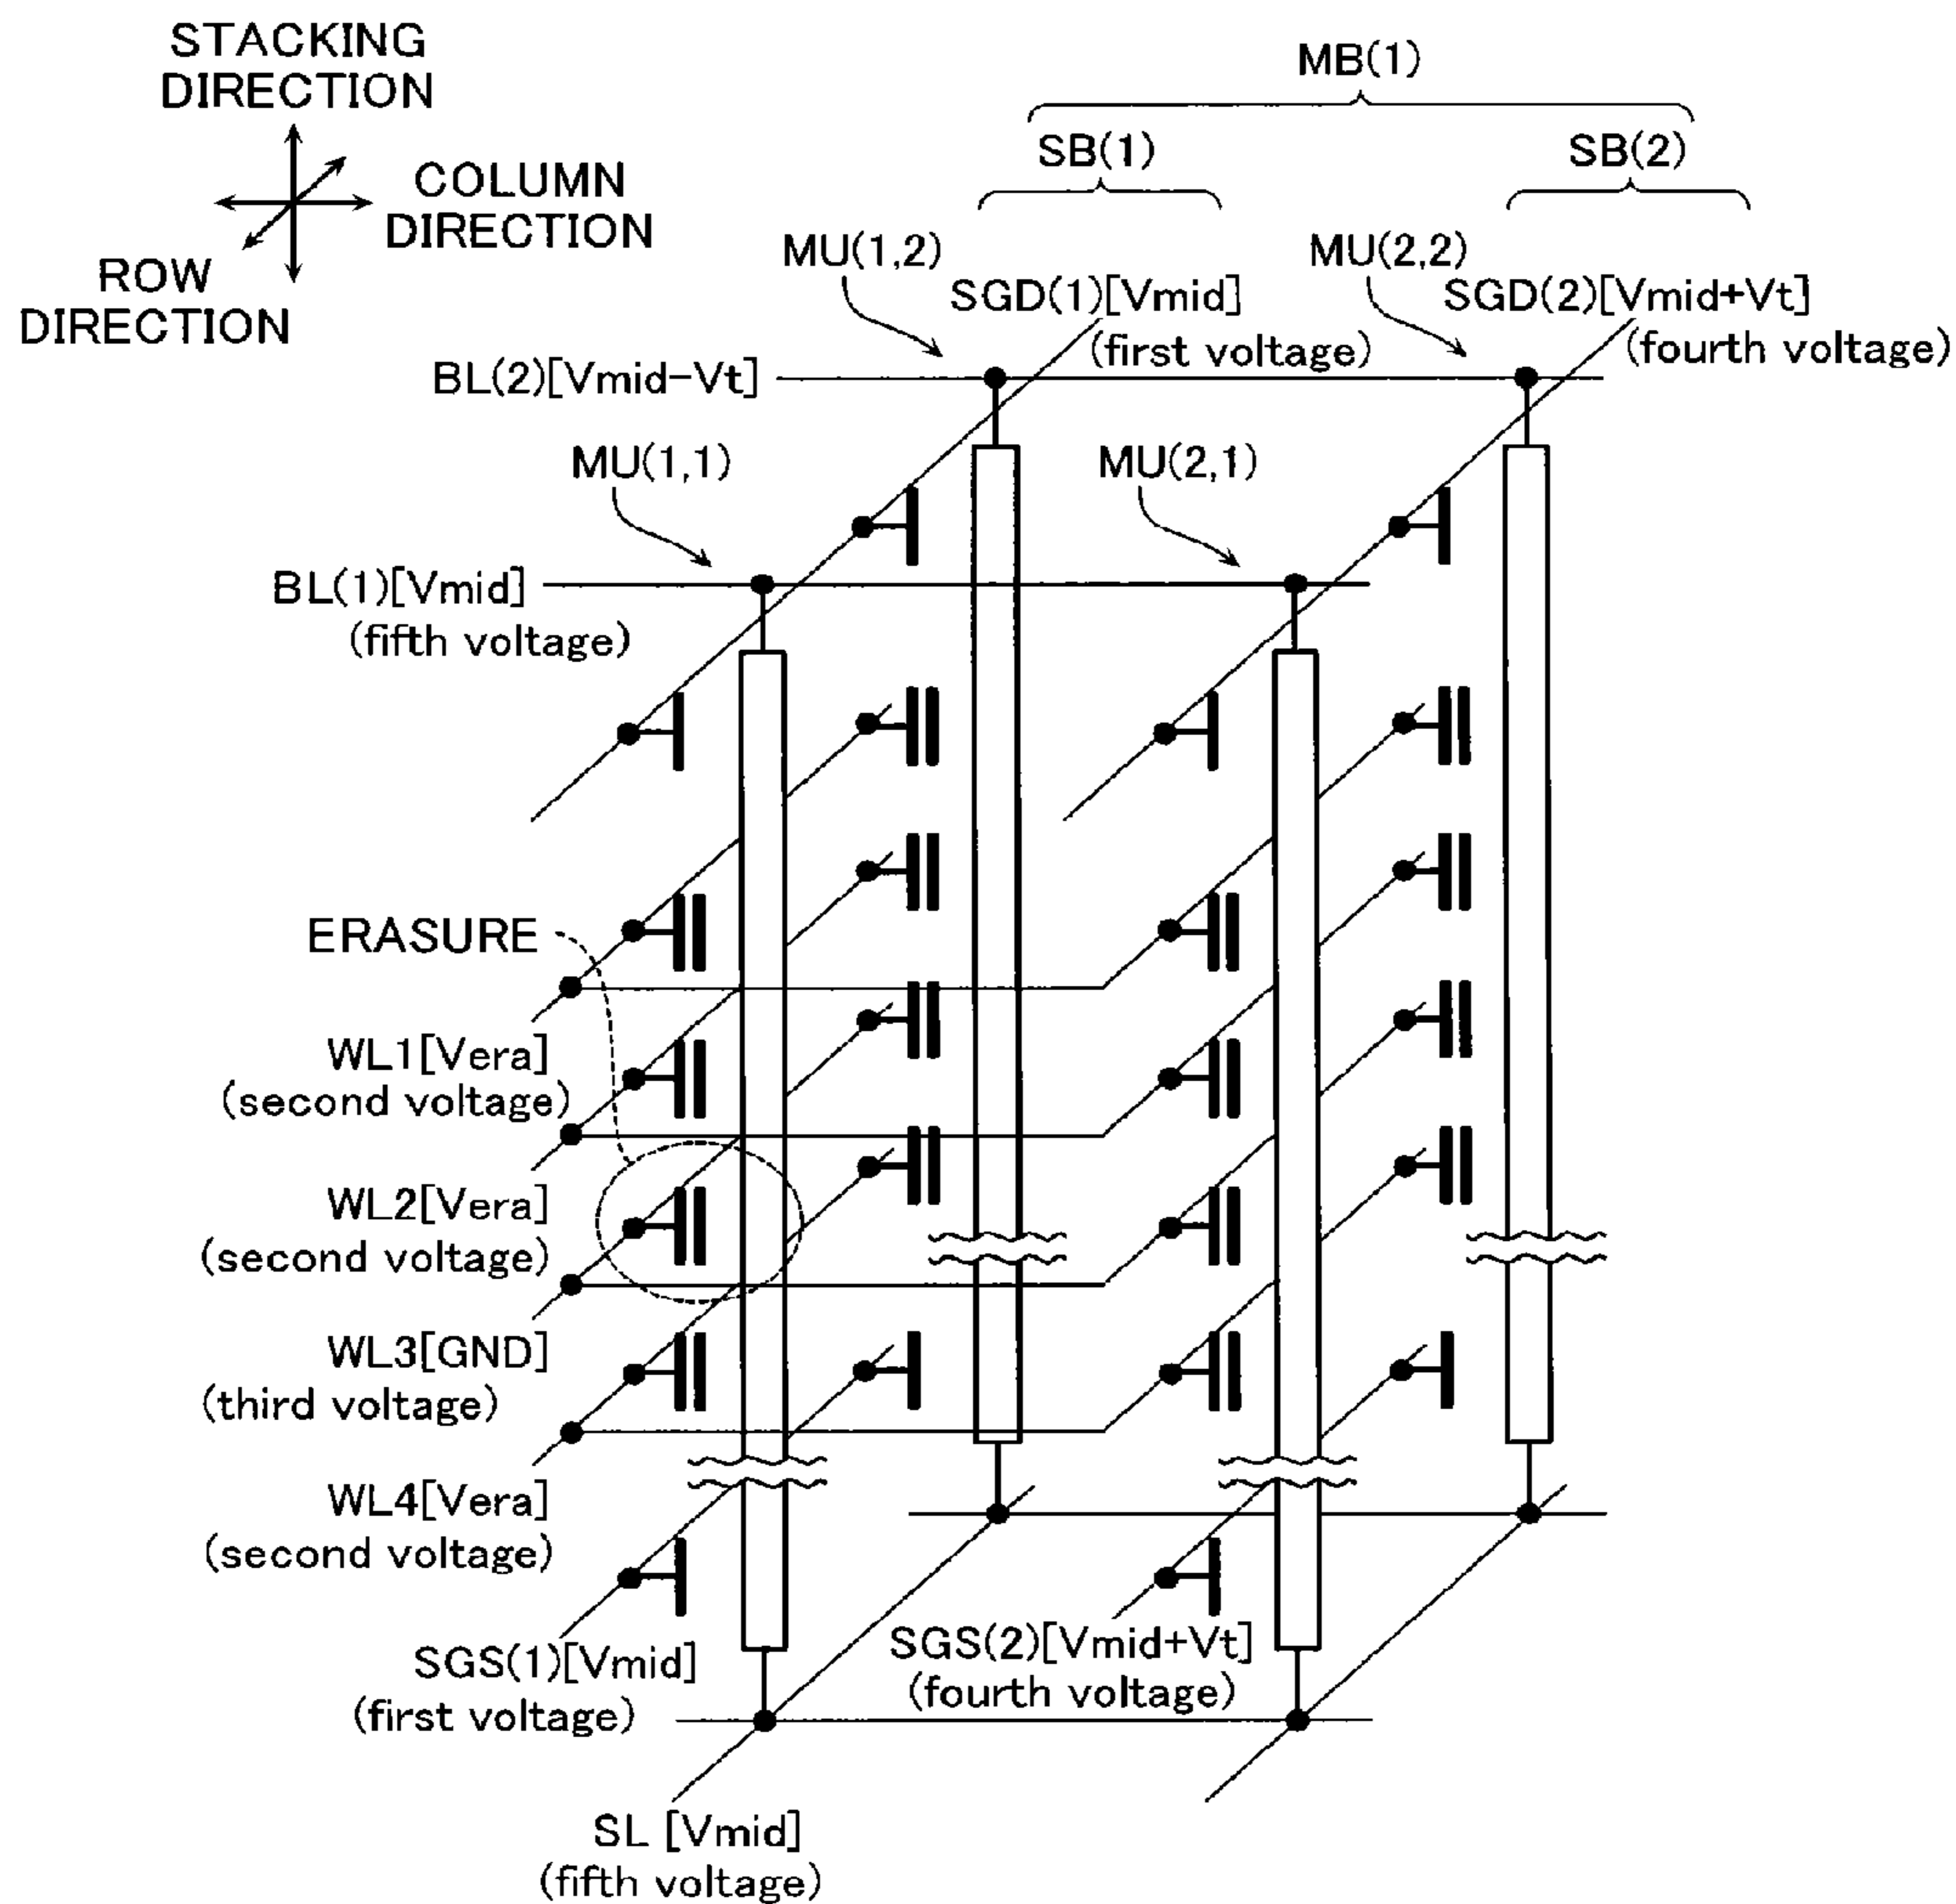 STACKING
DIRECTION
COLUMN
DIRECTION
ROW
DIRECTION
MB(1)
SB(1)
SB(2)
MU(1,2)
MU(2,2)
SGD(1)[Vmid]
(first voltage)
SGD(2)[Vmid+Vt]
(fourth voltage)
BL(2)[Vmid-Vt]
MU(1,1)
MU(2,1)
BL(1)[Vmid]
(fifth voltage)
ERASURE
WL1[Vera]
(second voltage)
WL2[Vera]
(second voltage)
WL3[GND]
(third voltage)
WL4[Vera]
(second voltage)
SGS(1)[Vmid]
(first voltage)
SGS(2)[Vmid+Vt]
(fourth voltage)
SL [Vmid]
(fifth voltage)